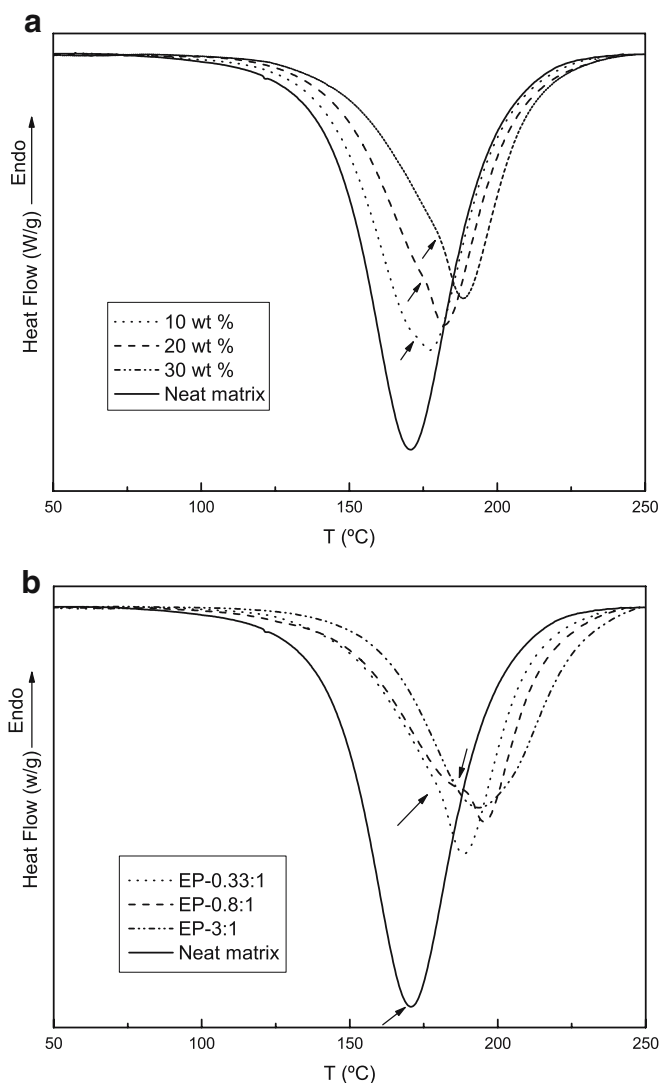 a
Heat Flow (W/g) Endo
10 wt %
20 wt %
30 wt %
Neat matrix
50 100 150 200 250
T (ºC)
b
Heat Flow (w/g) Endo
EP-0.33:1
EP-0.8:1
EP-3:1
Neat matrix
50 100 150 200 250
T (ºC)